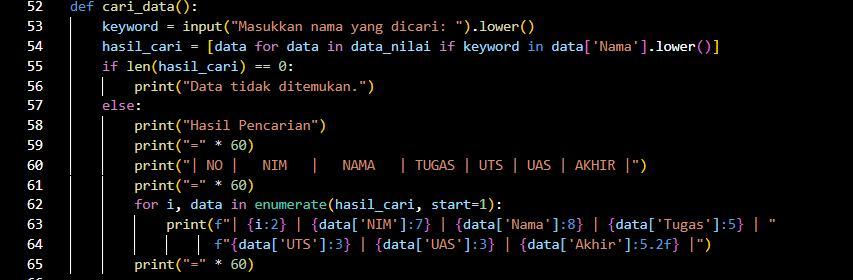 52 def cari_data():
53     keyword = input("Masukkan nama yang dicari: ").lower()
54     hasil_cari = [data for data in data_nilai if keyword in data['Nama'].lower()]
55     if len(hasil_cari) == 0:
56         print("Data tidak ditemukan.")
57     else:
58         print("Hasil Pencarian")
59         print("=" * 60)
60         print("| NO |   NIM   |   NAMA   | TUGAS | UTS | UAS | AKHIR |")
61         print("=" * 60)
62         for i, data in enumerate(hasil_cari, start=1):
63             print(f"| {i:2} | {data['NIM']:7} | {data['Nama']:8} | {data['Tugas']:5} | "
64                   f"{data['UTS']:3} | {data['UAS']:3} | {data['Akhir']:5.2f} |")
65         print("=" * 60)